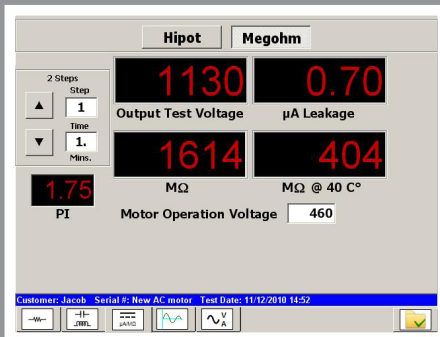 Hipot Megohm
2 Steps
Step
1
Time
1.
Mins.
1130
Output Test Voltage
0.70
µA Leakage
1614
MΩ
404
MΩ @ 40 C°
1.75
PI
Motor Operation Voltage 460
Customer: Jacob Serial #: New AC motor Test Date: 11/12/2010 14:52
µA/MΩ
V
A